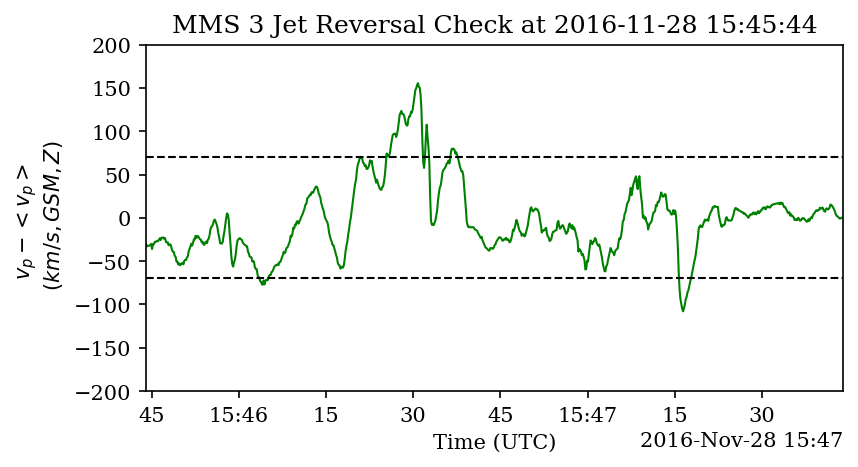 MMS 3 Jet Reversal Check at 2016-11-28 15:45:44
v_p − < v_p >
(km/s, GSM, Z)
200
150
100
50
0
−50
−100
−150
−200
45 15:46 15 30 45 15:47 15 30
Time (UTC)
2016-Nov-28 15:47